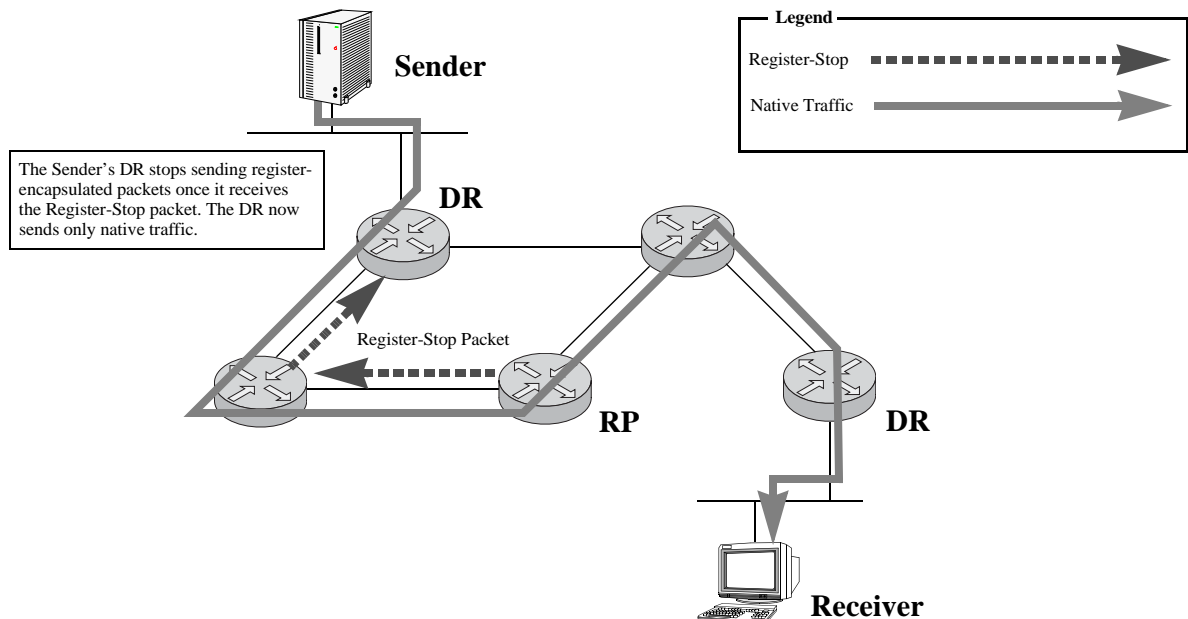 Legend
Register-Stop
Native Traffic
Sender
The Sender’s DR stops sending register-
encapsulated packets once it receives
the Register-Stop packet. The DR now
sends only native traffic.
DR
Register-Stop Packet
RP
DR
Receiver